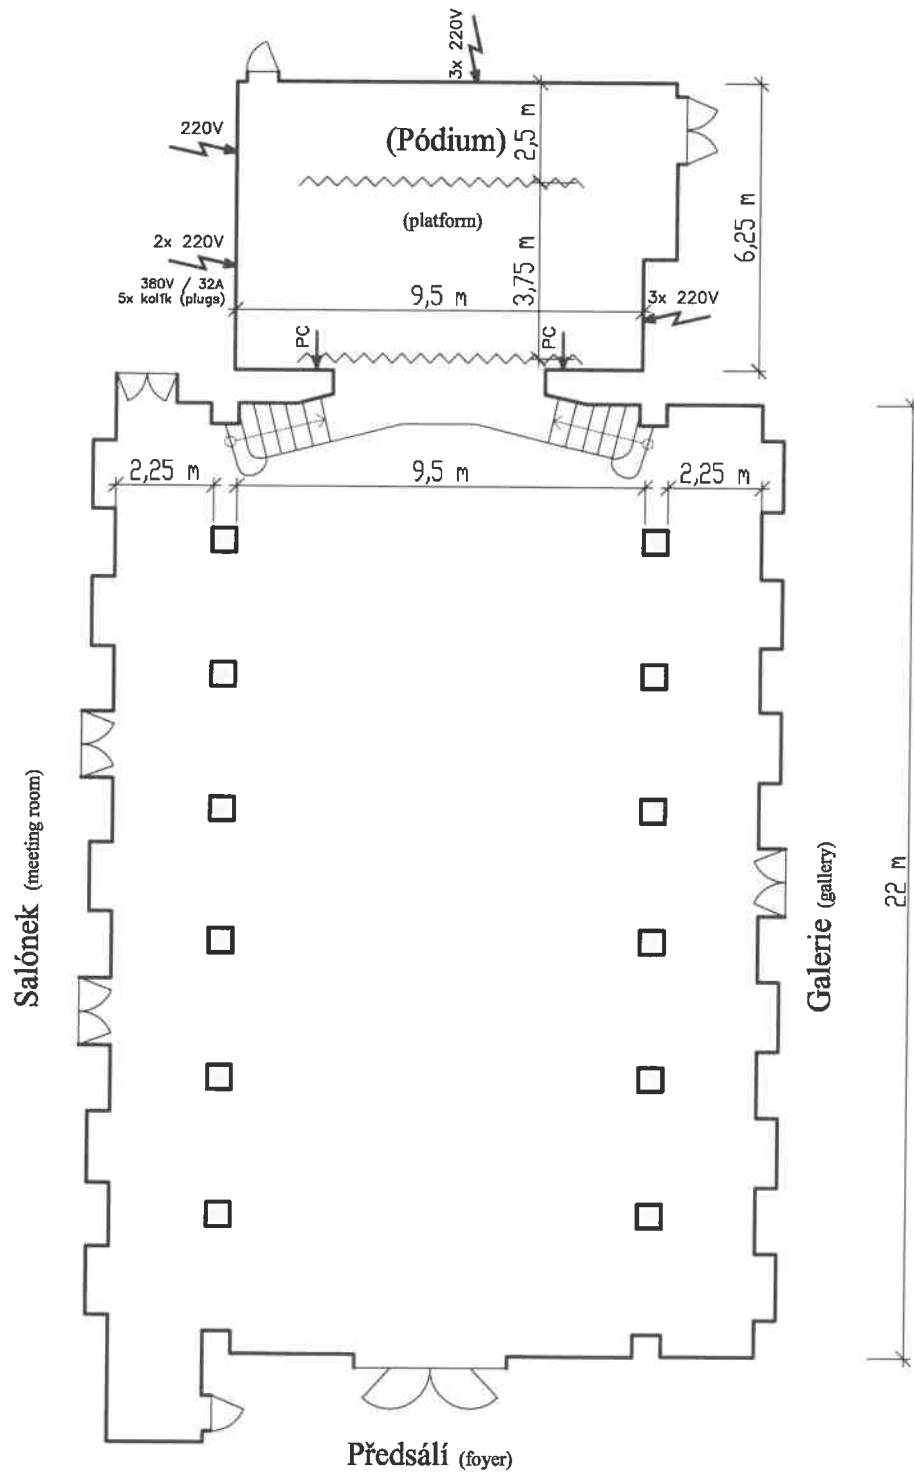 3x 220V
220V
(Pódium)
2,5 m
(platform)
2x 220V
380V / 32A
5x kolík (plugs)
9,5 m
3,75 m
3x 220V
6,25 m
PC
PC
2,25 m
9,5 m
2,25 m
22 m
Salónek (meeting room)
Galerie (gallery)
Předsálí (foyer)